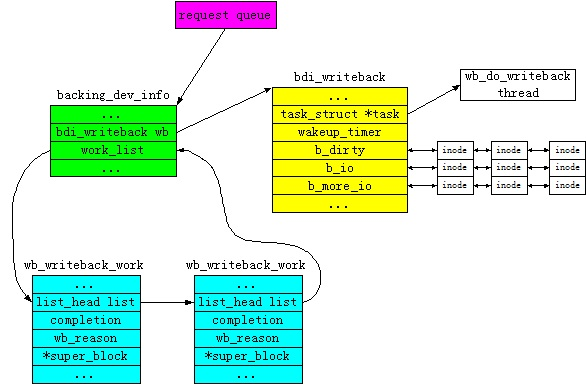 request queue
backing_dev_info
...
bdi_writeback wb
work_list
...
bdi_writeback
...
task_struct *task
wakeup_timer
b_dirty
b_io
b_more_io
...
wb_do_writeback
thread
inode inode inode
inode inode inode
inode inode inode
wb_writeback_work
...
list_head list
completion
wb_reason
*super_block
...
wb_writeback_work
...
list_head list
completion
wb_reason
*super_block
...